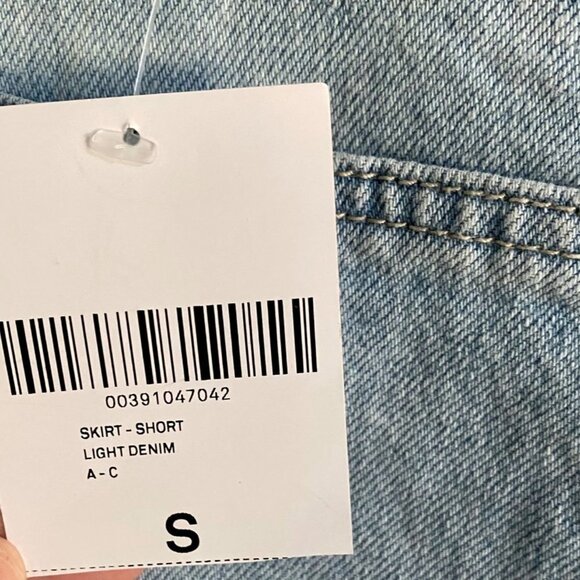 00391047042
SKIRT - SHORT
LIGHT DENIM
A - C
S